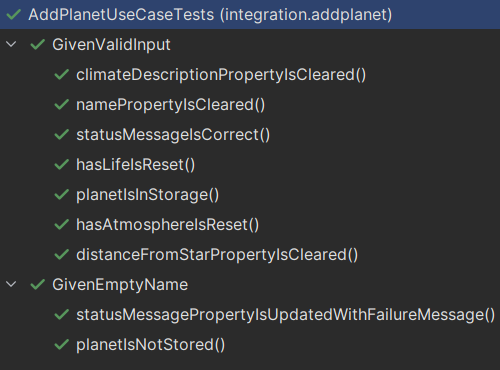 AddPlanetUseCaseTests (integration.addplanet)
GivenValidInput
climateDescriptionPropertyIsCleared()
namePropertyIsCleared()
statusMessageIsCorrect()
hasLifeIsReset()
planetIsInStorage()
hasAtmosphereIsReset()
distanceFromStarPropertyIsCleared()
GivenEmptyName
statusMessagePropertyIsUpdatedWithFailureMessage()
planetIsNotStored()